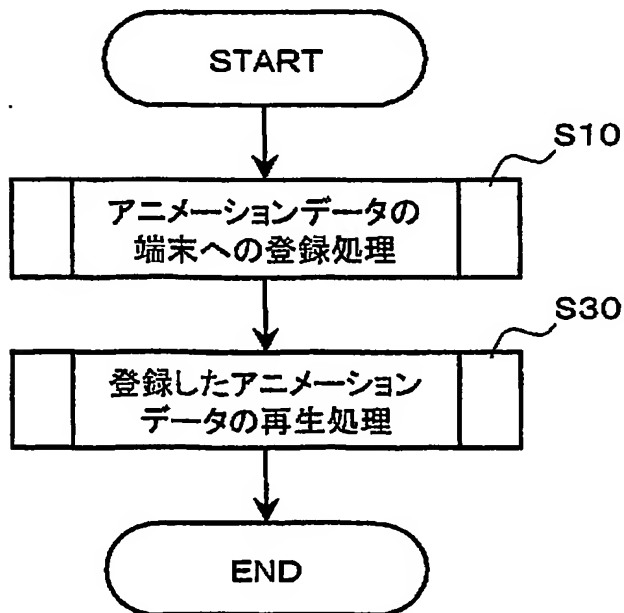 START
S10
アニメーションデータの
端末への登録処理
S30
登録したアニメーション
データの再生処理
END